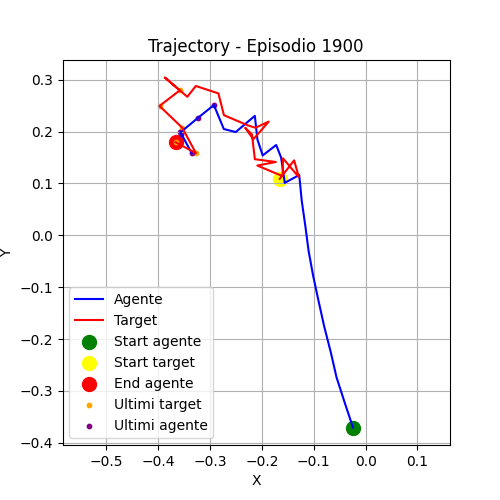 Trajectory - Episodio 1900
0.3
0.2
0.1
0.0
−0.1
−0.2
−0.3
−0.4
Y
Agente
Target
Start agente
Start target
End agente
Ultimi target
Ultimi agente
−0.5
−0.4
−0.3
−0.2
−0.1
0.0
0.1
X